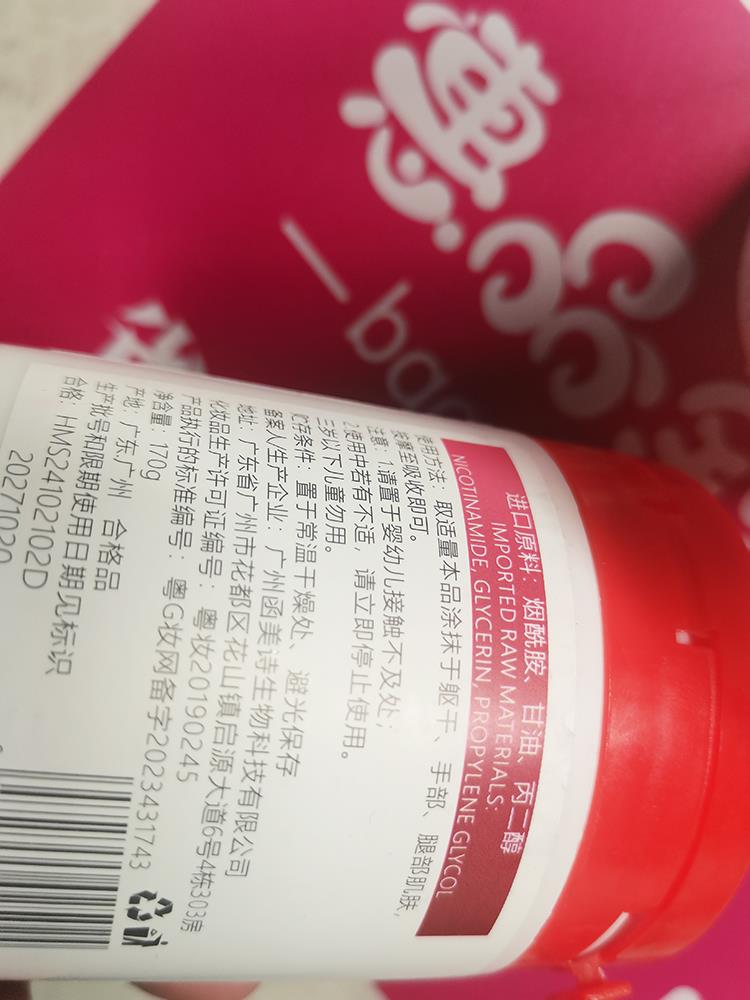 进口原料：烟酰胺、甘油、丙二醇
IMPORTED RAW MATERIALS:
NICOTINAMIDE, GLYCERIN, PROPYLENE GLYCOL
使用方法：取适量本品涂抹于躯干、手部、腿部肌肤，
按摩至吸收即可。
注意：1.请置于婴幼儿接触不及处；
2.使用中若有不适，请立即停止使用。
三岁以下儿童勿用。
贮存条件：置于常温干燥处、避光保存
备案人/生产企业：广州函美诗生物科技有限公司
地址：广东省广州市花都区花山镇启源大道6号4栋303房
化妆品生产许可证编号：粤妆20190245
产品执行的标准编号：粤G妆网备字2023431743
净含量：170g
产地：广东.广州 合格品
生产批号和限期使用日期见标识
合格：HMS24102102D
20271020